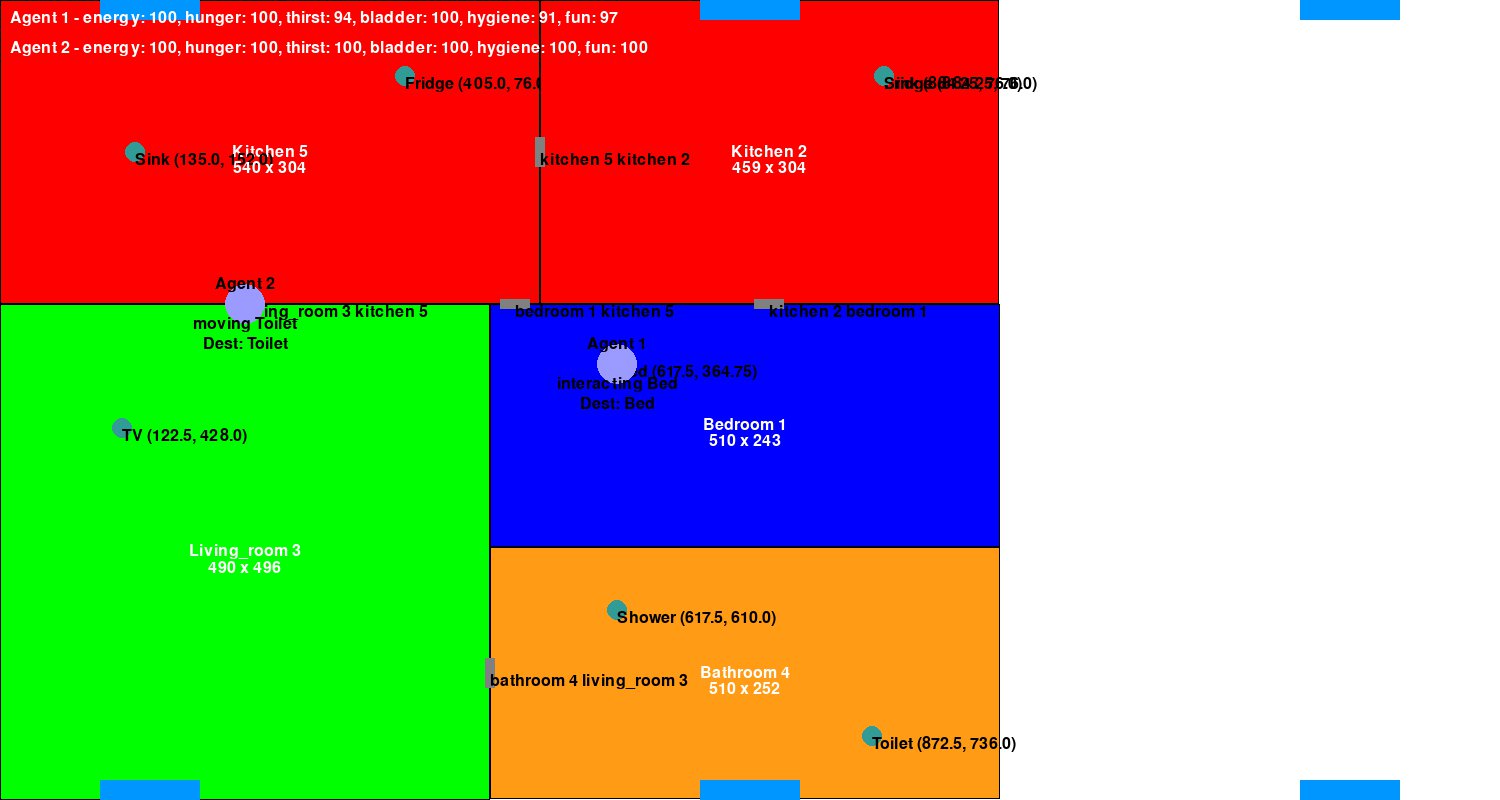 Agent 1 - energy: 100, hunger: 100, thirst: 94, bladder: 100, hygiene: 91, fun: 97
Agent 2 - energy: 100, hunger: 100, thirst: 100, bladder: 100, hygiene: 100, fun: 100
Fridge (405.0, 76.
Sink (135.0, 152.0)
Kitchen 5
540 x 304
kitchen 5 kitchen 2
Kitchen 2
459 x 304
Agent 2
ing_room 3 kitchen 5
moving Toilet
Dest: Toilet
bedroom 1 kitchen 5
kitchen 2 bedroom 1
Agent 1
ed (617.5, 364.75)
interacting Bed
Dest: Bed
Bedroom 1
510 x 243
TV (122.5, 428.0)
Living_room 3
490 x 496
Shower (617.5, 610.0)
bathroom 4 living_room 3
Bathroom 4
510 x 252
Toilet (872.5, 736.0)